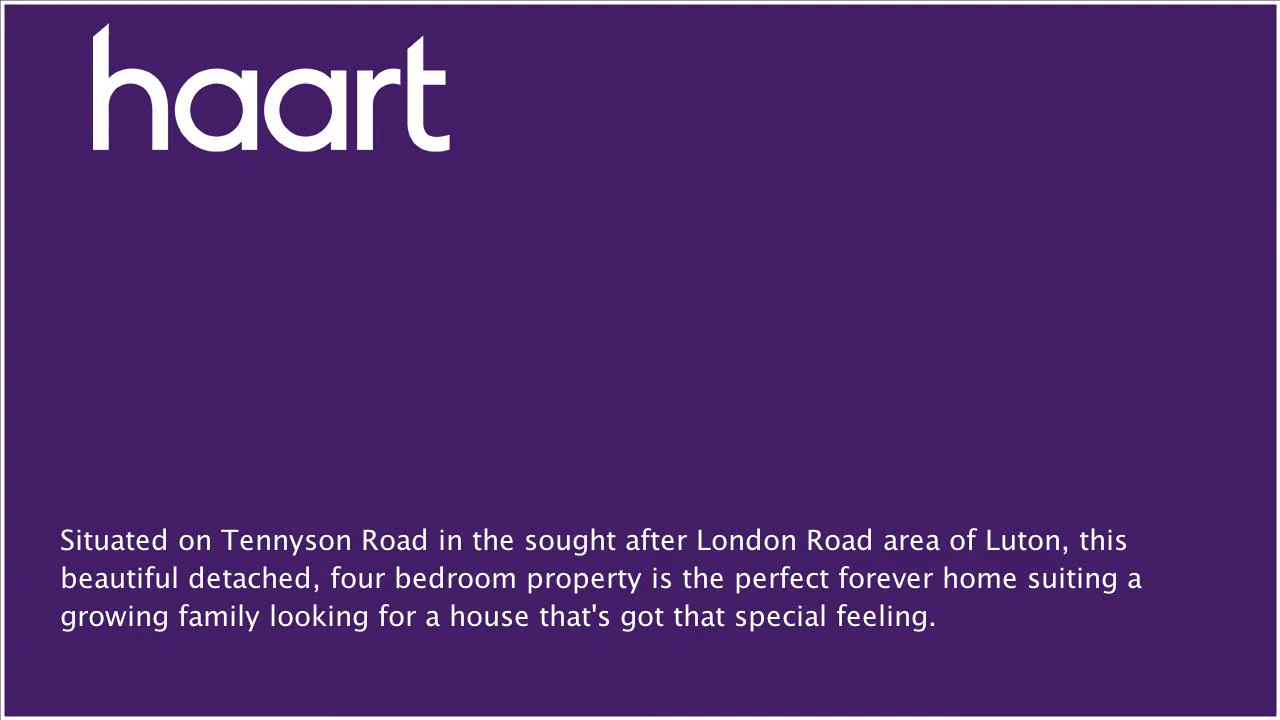 haart
Situated on Tennyson Road in the sought after London Road area of Luton, this
beautiful detached, four bedroom property is the perfect forever home suiting a
growing family looking for a house that's got that special feeling.